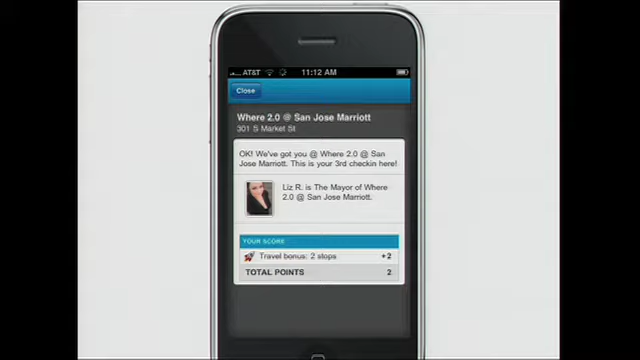 AT&T 11:12 AM
Close
Where 2.0 @ San Jose Marriott
301 S Market St
OK! We've got you @ Where 2.0 @ San
Jose Marriott. This is your 3rd checkin here!
Liz R. is The Mayor of Where
2.0 @ San Jose Marriott.
YOUR SCORE
Travel bonus: 2 stops +2
TOTAL POINTS 2